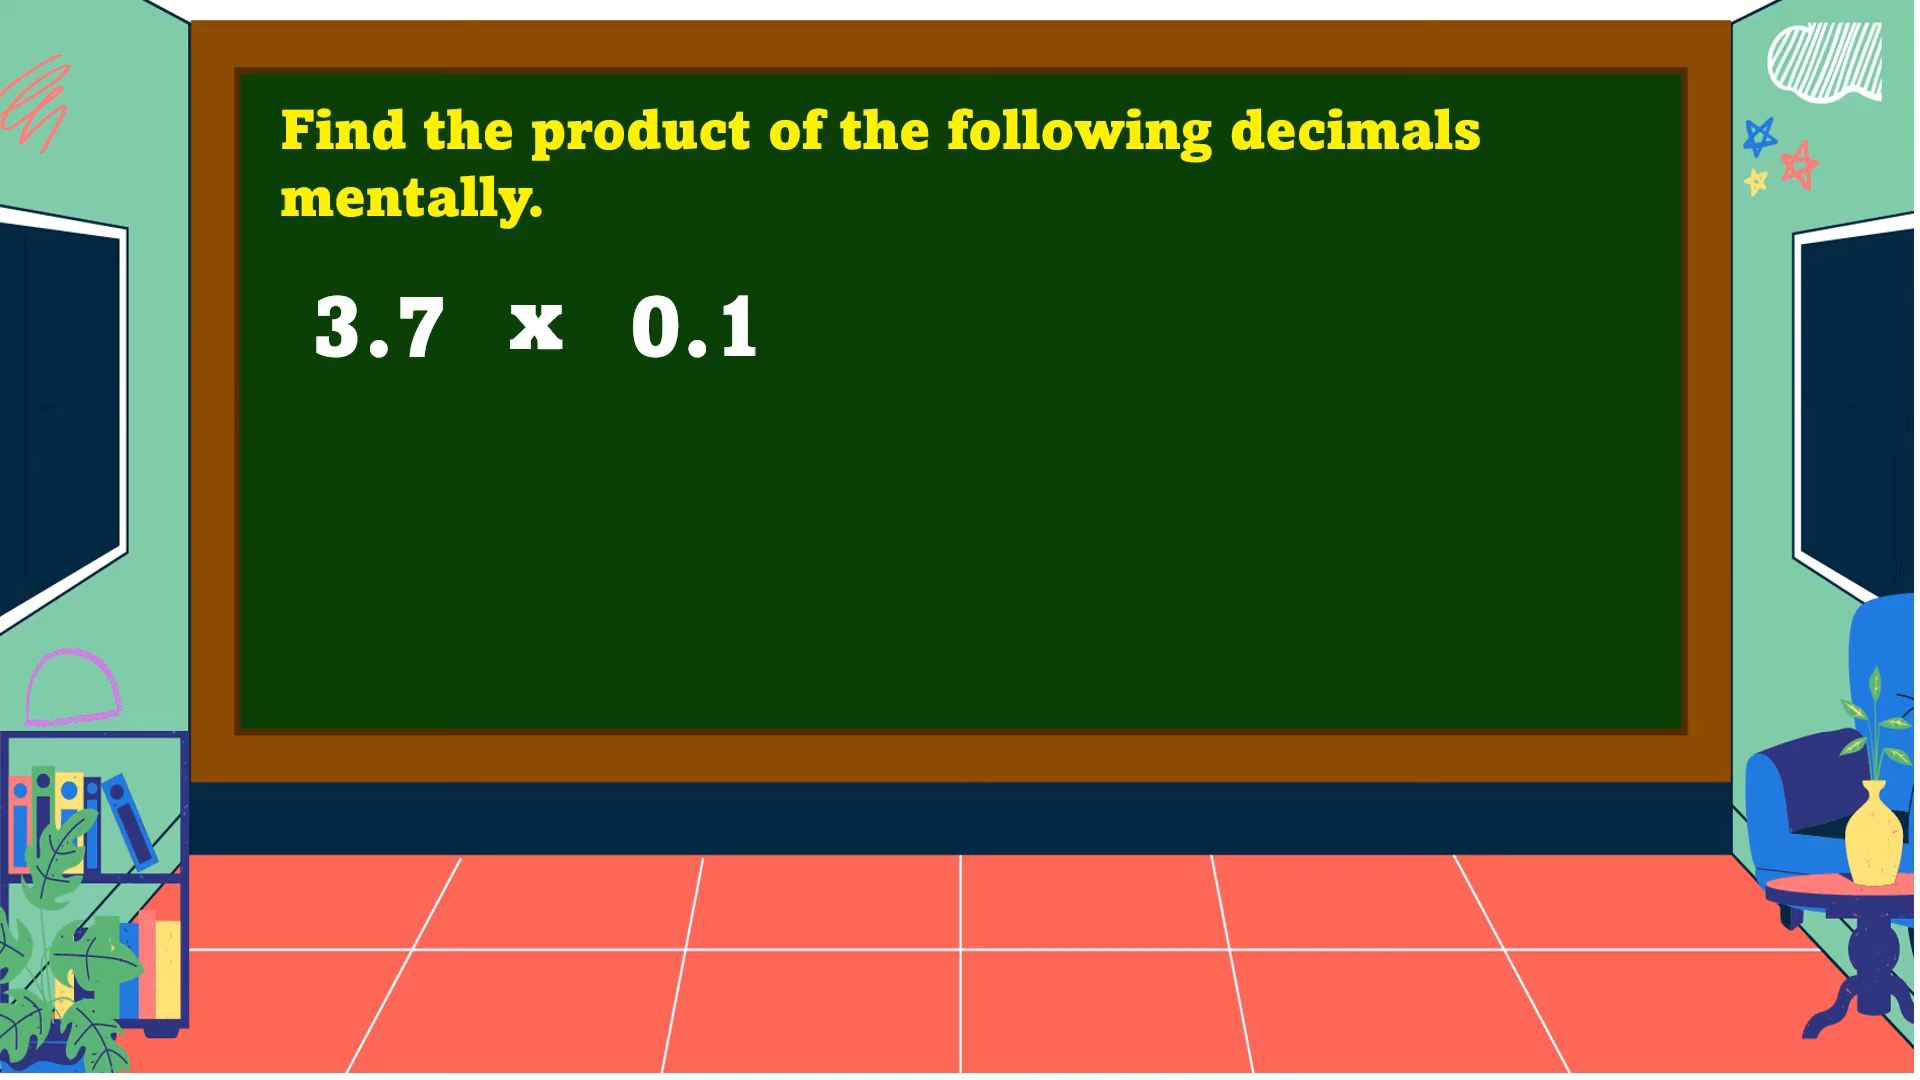 Find the product of the following decimals
mentally.
3.7 x 0.1